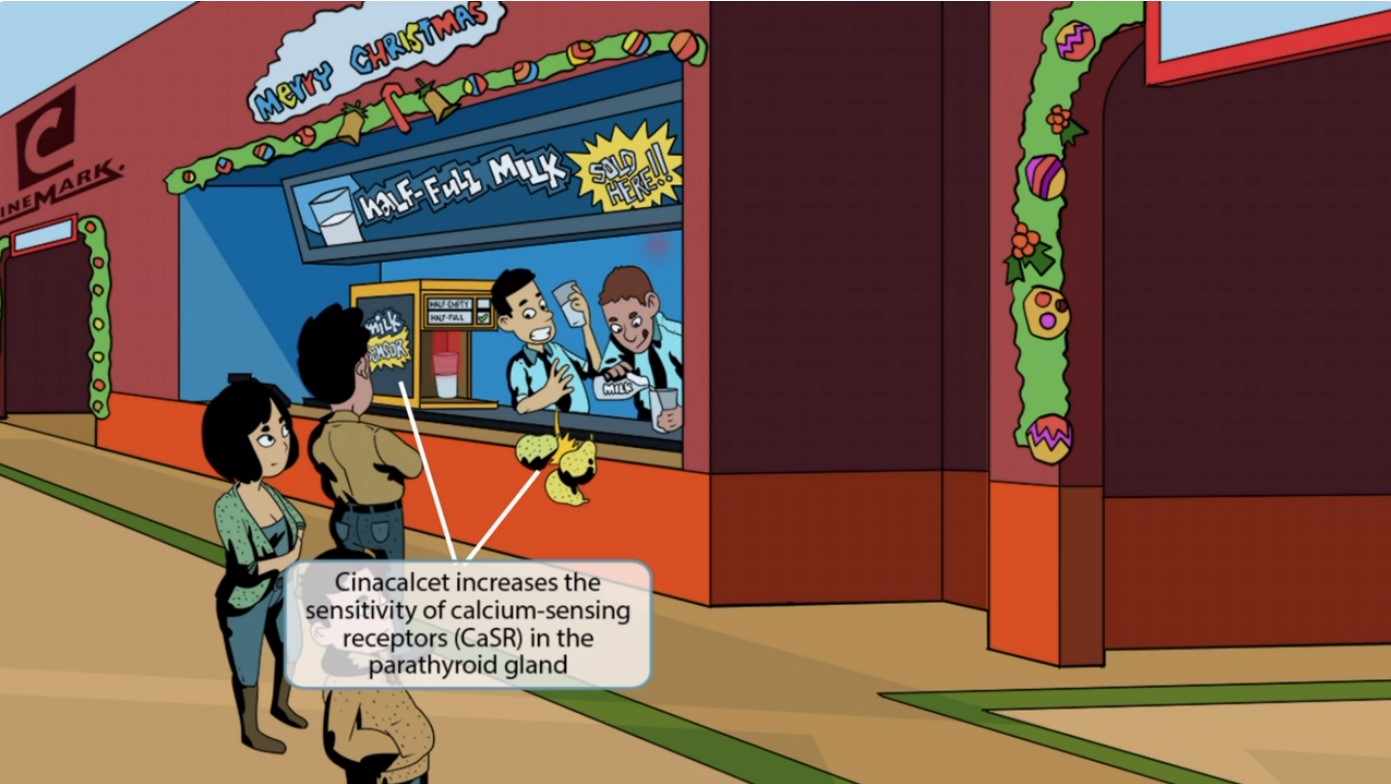 MERRY CHRISTMAS
C
INEMARK.
HALF-FULL MILK
SOLD
HERE!!
HALF-EMPTY
HALF-FULL
MILK
SENSOR
MILK
Cinacalcet increases the
sensitivity of calcium-sensing
receptors (CaSR) in the
parathyroid gland